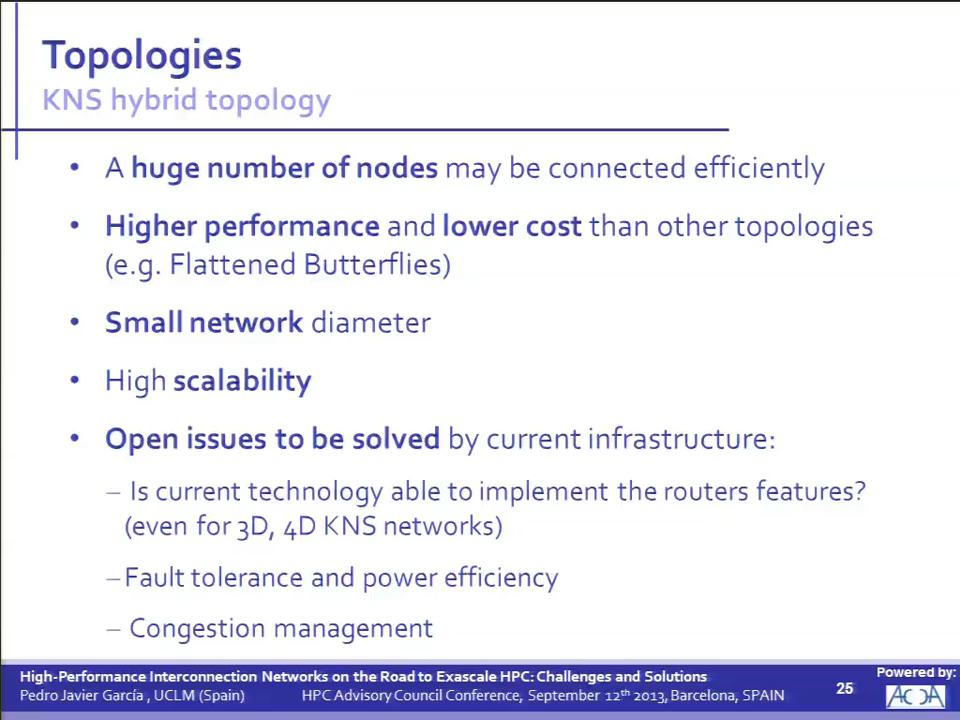 Topologies
KNS hybrid topology
• A huge number of nodes may be connected efficiently
• Higher performance and lower cost than other topologies
(e.g. Flattened Butterflies)
• Small network diameter
• High scalability
• Open issues to be solved by current infrastructure:
– Is current technology able to implement the routers features?
(even for 3D, 4D KNS networks)
– Fault tolerance and power efficiency
– Congestion management
High-Performance Interconnection Networks on the Road to Exascale HPC: Challenges and Solutions
Pedro Javier García , UCLM (Spain) HPC Advisory Council Conference, September 12th 2013, Barcelona, SPAIN
25
Powered by: